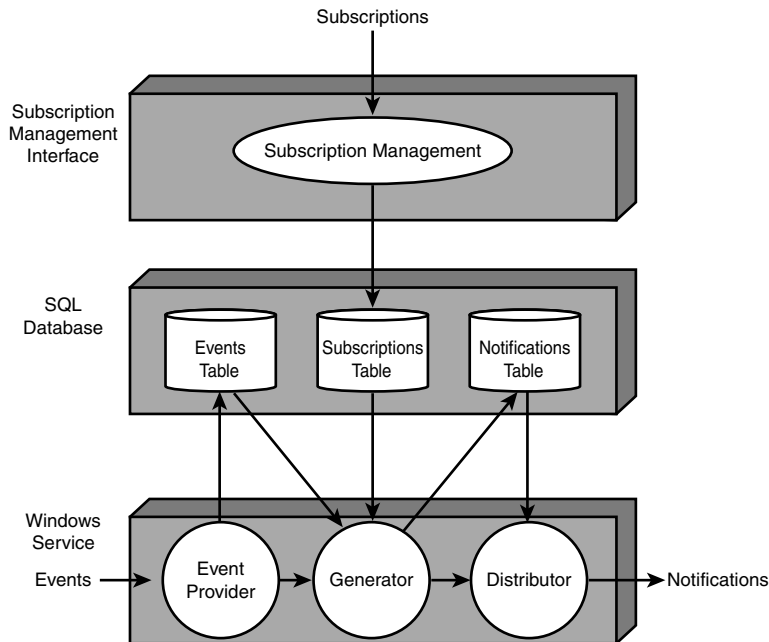 Subscriptions
Subscription
Management
Interface
Subscription Management
SQL
Database
Events
Table
Subscriptions
Table
Notifications
Table
Windows
Service
Events
Event
Provider
Generator
Distributor
Notifications